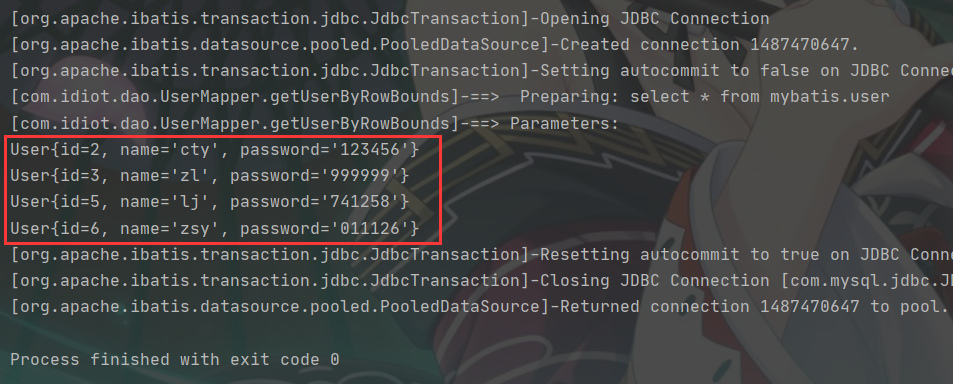 [org.apache.ibatis.transaction.jdbc.JdbcTransaction]-Opening JDBC Connection
[org.apache.ibatis.datasource.pooled.PooledDataSource]-Created connection 1487470647.
[org.apache.ibatis.transaction.jdbc.JdbcTransaction]-Setting autocommit to false on JDBC Conne
[com.idiot.dao.UserMapper.getUserByRowBounds]-==>  Preparing: select * from mybatis.user
[com.idiot.dao.UserMapper.getUserByRowBounds]-==> Parameters:
User{id=2, name='cty', password='123456'}
User{id=3, name='zl', password='999999'}
User{id=5, name='lj', password='741258'}
User{id=6, name='zsy', password='011126'}
[org.apache.ibatis.transaction.jdbc.JdbcTransaction]-Resetting autocommit to true on JDBC Conn
[org.apache.ibatis.transaction.jdbc.JdbcTransaction]-Closing JDBC Connection [com.mysql.jdbc.JD
[org.apache.ibatis.datasource.pooled.PooledDataSource]-Returned connection 1487470647 to pool.
Process finished with exit code 0